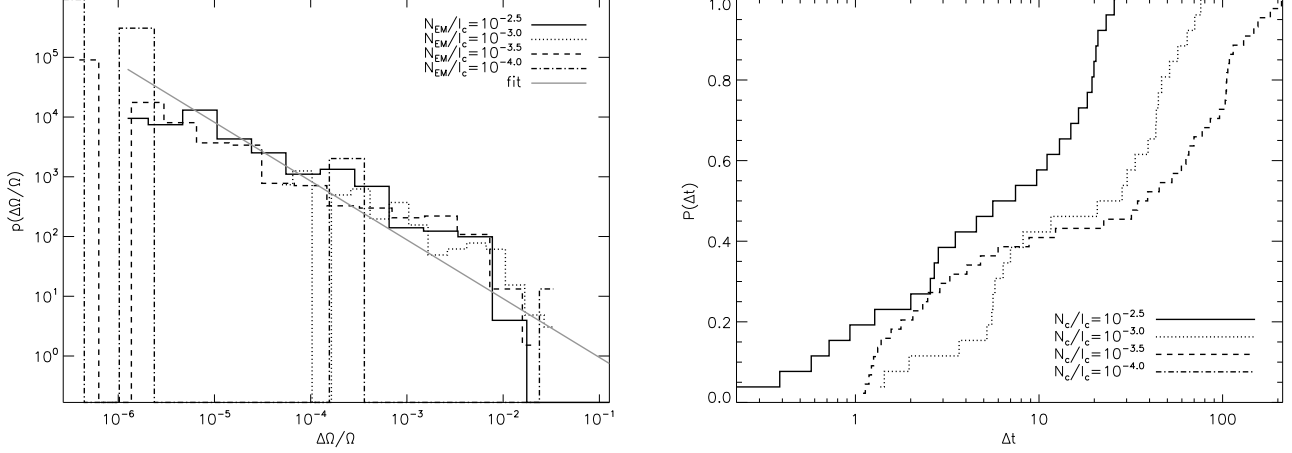 N_EM/I_c=10^-2.5
N_EM/I_c=10^-3.0
N_EM/I_c=10^-3.5
N_EM/I_c=10^-4.0
fit
10^5
10^4
10^3
10^2
10^1
10^0
p(ΔΩ/Ω)
10^-6 10^-5 10^-4 10^-3 10^-2 10^-1
ΔΩ/Ω
1.0
0.8
0.6
0.4
0.2
0.0
P(Δt)
N_c/I_c=10^-2.5
N_c/I_c=10^-3.0
N_c/I_c=10^-3.5
N_c/I_c=10^-4.0
1 10 100
Δt